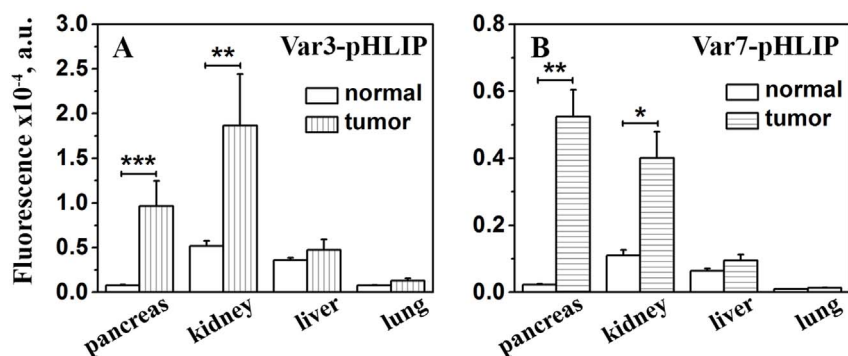 A
Var3-pHLIP
Fluorescence x10⁻⁴, a.u.
3.0
2.5
2.0
1.5
1.0
0.5
0.0
**
***
normal
tumor
pancreas
kidney
liver
lung
B
Var7-pHLIP
0.8
0.6
0.4
0.2
0.0
**
*
normal
tumor
pancreas
kidney
liver
lung